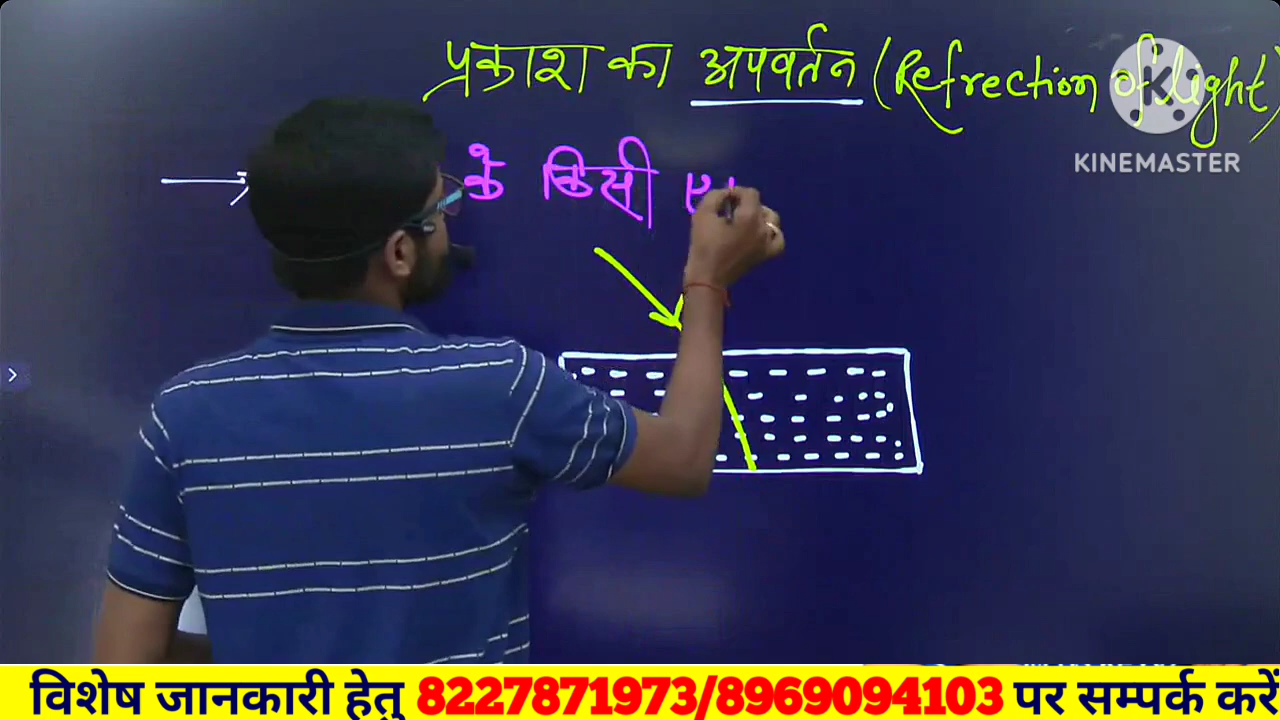 प्रकाश का अपवर्तन (Refrection of light)
KINEMASTER
के किसी
विशेष जानकारी हेतु 8227871973/8969094103 पर सम्पर्क करें